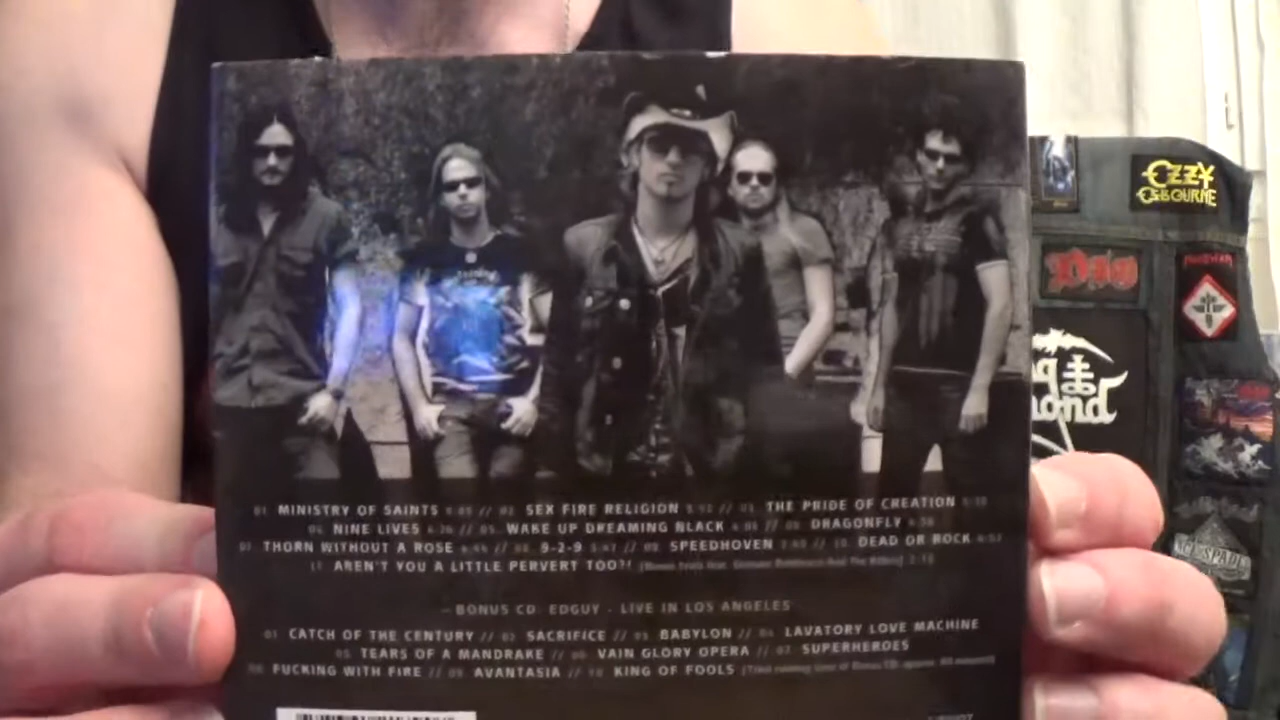 OZZY
OSBOURNE
DIO
01. MINISTRY OF SAINTS // 02. SEX FIRE RELIGION // 03. THE PRIDE OF CREATION
04. NINE LIVES // 05. WAKE UP DREAMING BLACK // 06. DRAGONFLY
07. THORN WITHOUT A ROSE // 08. 9-2-9 // 09. SPEEDHOVEN // 10. DEAD OR ROCK
11. AREN'T YOU A LITTLE PERVERT TOO?!
- BONUS CD: EDGUY - LIVE IN LOS ANGELES -
01. CATCH OF THE CENTURY // 02. SACRIFICE // 03. BABYLON // 04. LAVATORY LOVE MACHINE
05. TEARS OF A MANDRAKE // 06. VAIN GLORY OPERA // 07. SUPERHEROES
08. FUCKING WITH FIRE // 09. AVANTASIA // 10. KING OF FOOLS